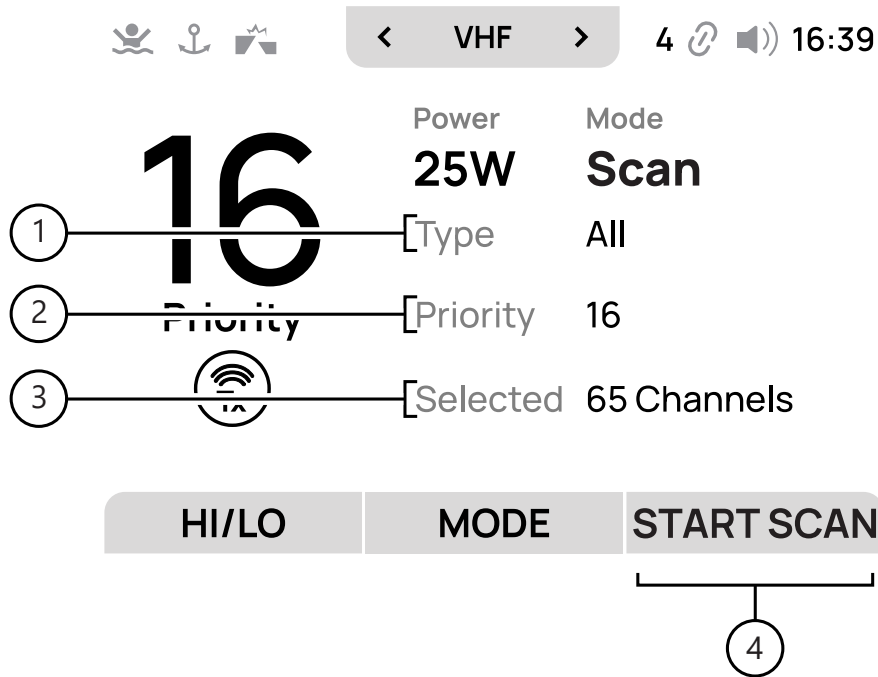 < VHF > 4 16:39
16
Priority
TX
Power Mode
25W Scan
1 Type All
2 Priority 16
3 Selected 65 Channels
HI/LO MODE START SCAN
4